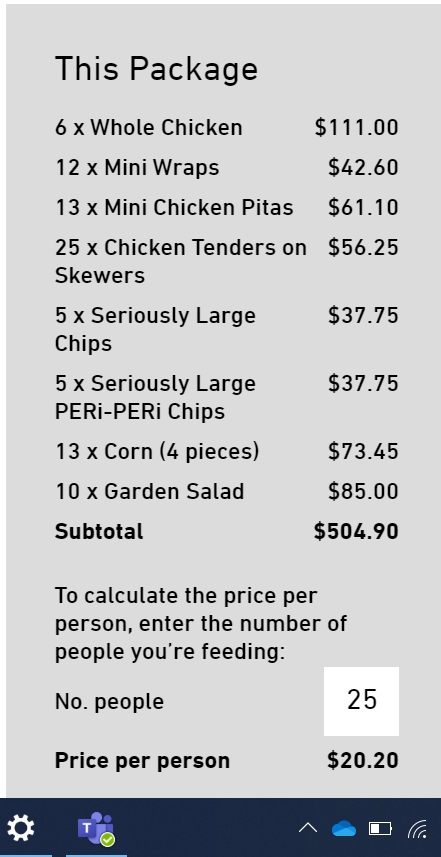 This Package
6 x Whole Chicken $111.00
12 x Mini Wraps $42.60
13 x Mini Chicken Pitas $61.10
25 x Chicken Tenders on $56.25
Skewers
5 x Seriously Large $37.75
Chips
5 x Seriously Large $37.75
PERi-PERi Chips
13 x Corn (4 pieces) $73.45
10 x Garden Salad $85.00
Subtotal $504.90
To calculate the price per
person, enter the number of
people you're feeding:
No. people 25
Price per person $20.20
T